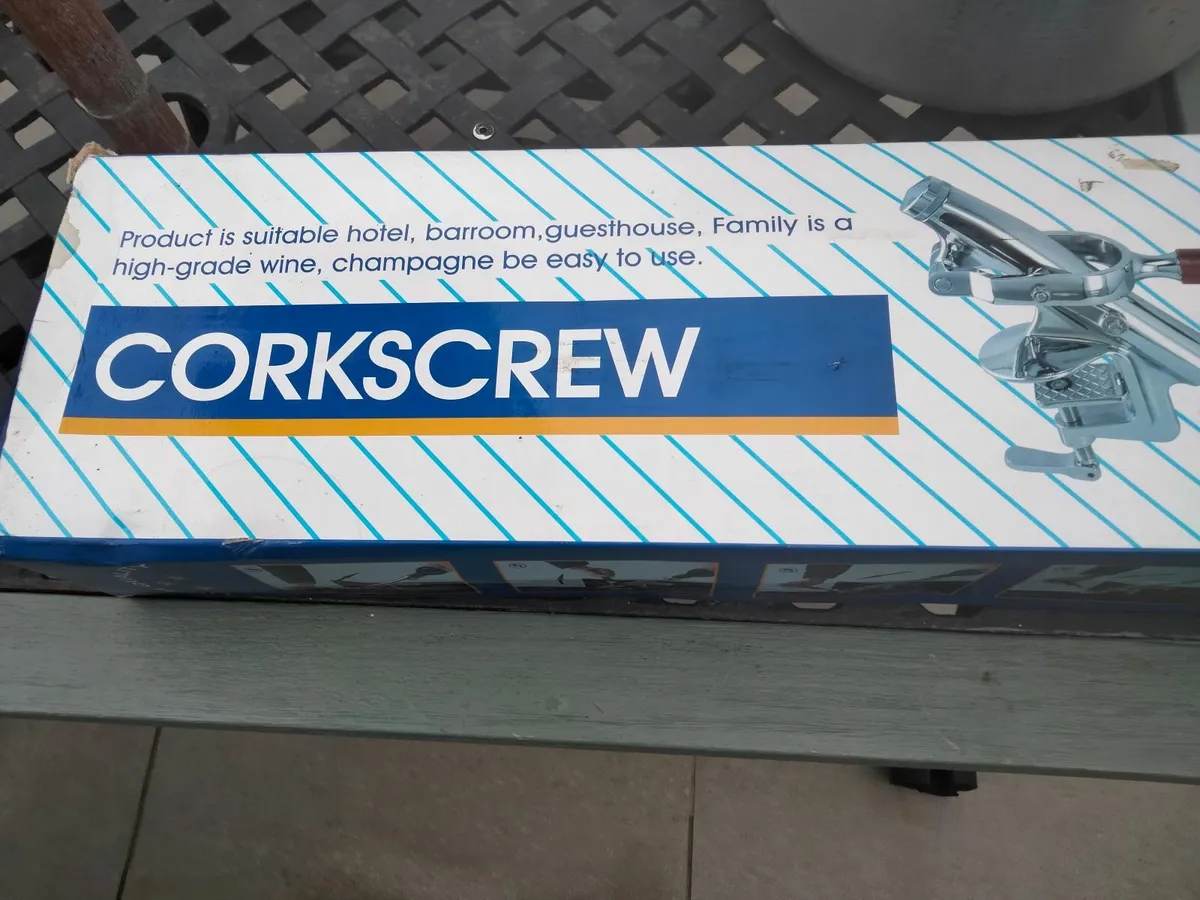 Product is suitable hotel, barroom,guesthouse, Family is a
high-grade wine, champagne be easy to use.
CORKSCREW